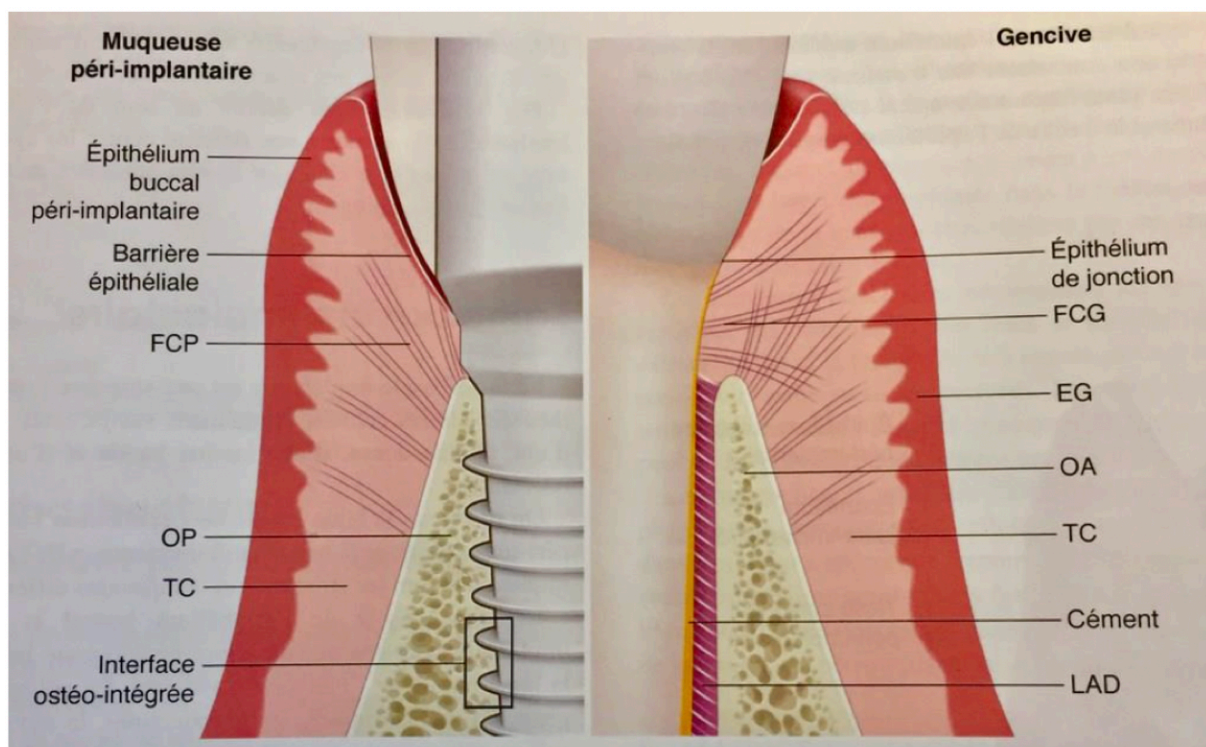 Muqueuse
péri-implantaire
Épithélium
buccal
péri-implantaire
Barrière
épithéliale
FCP
OP
TC
Interface
ostéo-intégrée
Gencive
Épithélium
de jonction
FCG
EG
OA
TC
Cément
LAD